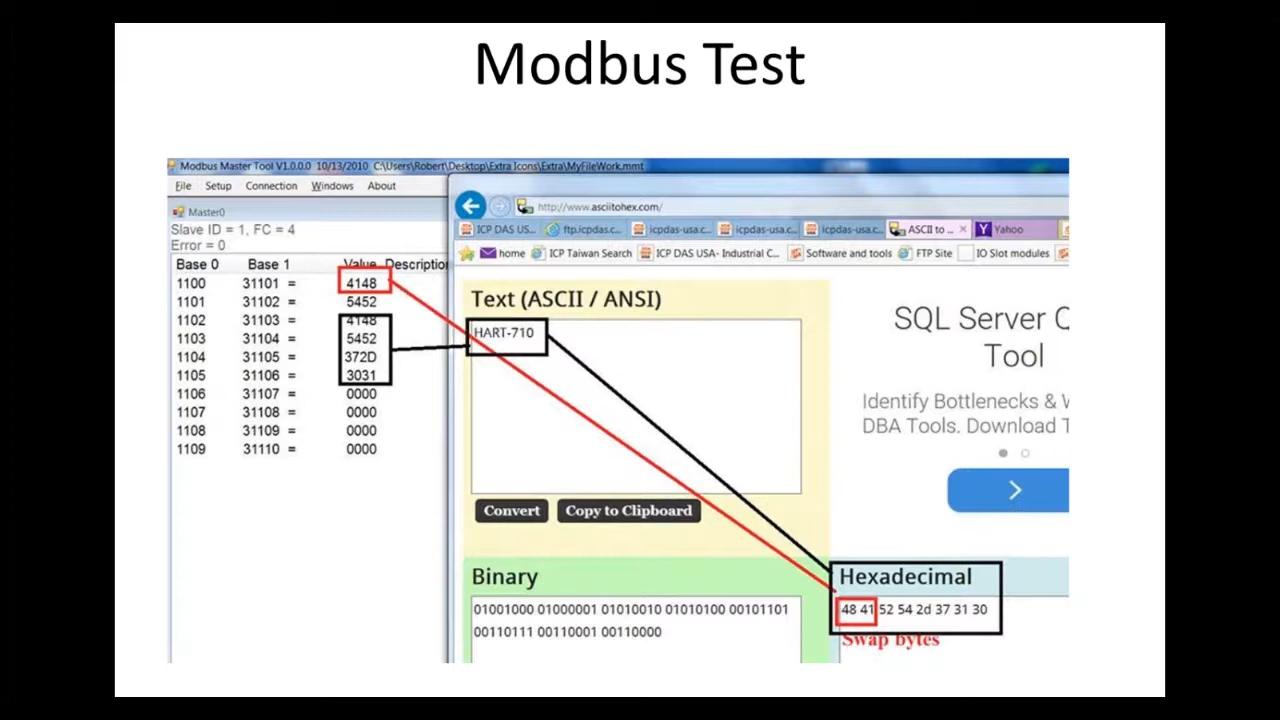 Modbus Test
Modbus Master Tool V1.0.0.0 10/13/2010 C:\Users\Robert\Desktop\Extra Icons\Extra\MyFileWork.mmt
File Setup Connection Windows About
Master0
Slave ID = 1, FC = 4
Error = 0
Base 0 Base 1 Value Description
1100 31101 = 4148
1101 31102 = 5452
1102 31103 = 4148
1103 31104 = 5452
1104 31105 = 372D
1105 31106 = 3031
1106 31107 = 0000
1107 31108 = 0000
1108 31109 = 0000
1109 31110 = 0000
http://www.asciitohex.com/
ICP DAS US... ftp.icpdas.c... icpdas-usa.c... icpdas-usa.c... icpdas-usa.c... ASCII to ... × Yahoo
home ICP Taiwan Search ICP DAS USA- Industrial C... Software and tools FTP Site IO Slot modules
Text (ASCII / ANSI)
HART-710
Convert Copy to Clipboard
SQL Server
Tool
Identify Bottlenecks &
DBA Tools. Download
Binary
01001000 01000001 01010010 01010100 00101101
00110111 00110001 00110000
Hexadecimal
48 41 52 54 2d 37 31 30
Swap bytes